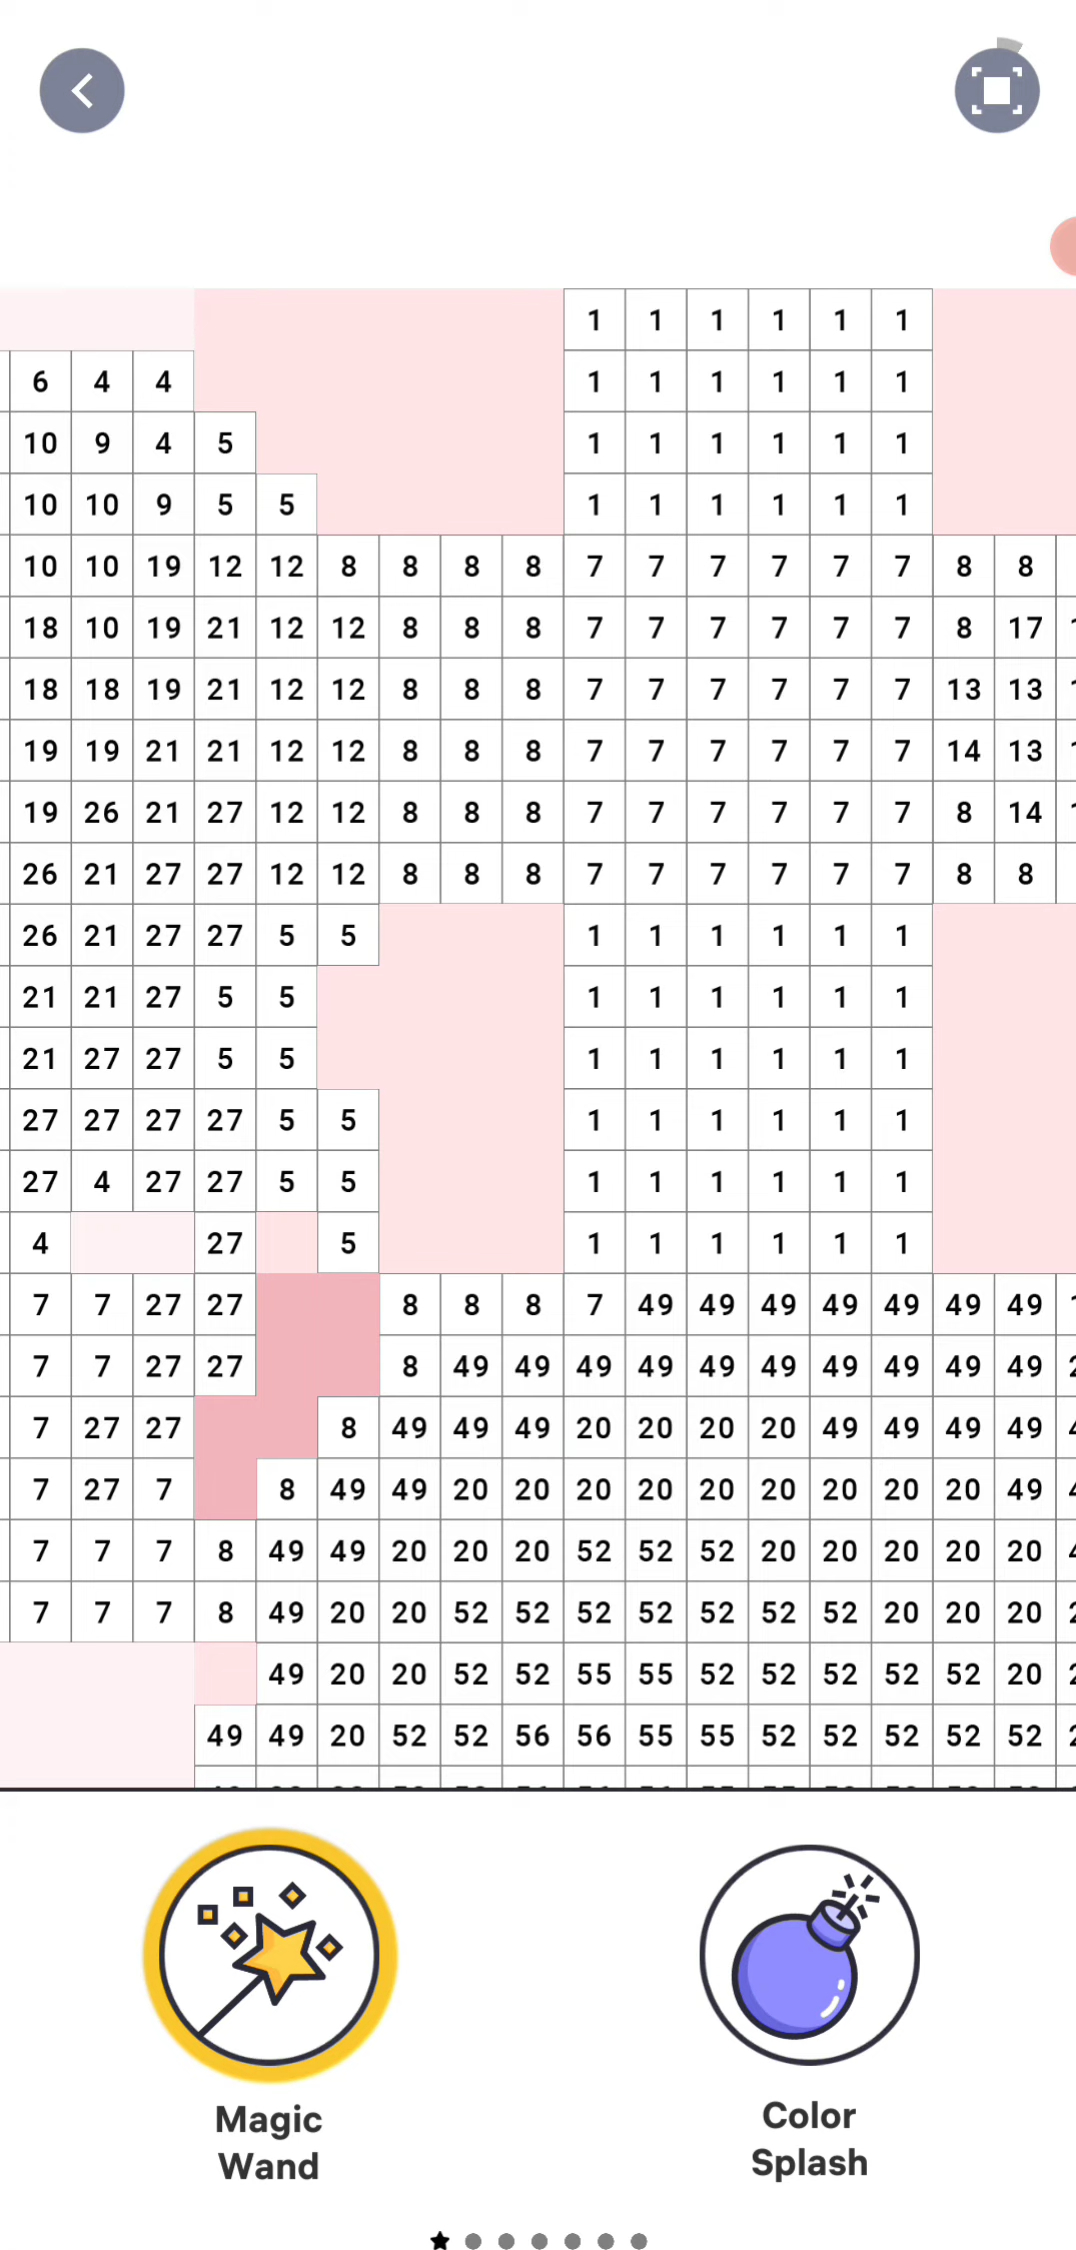 1 1 1 1 1 1
6 4 4 1 1 1 1 1 1
10 9 4 5 1 1 1 1 1 1
10 10 9 5 5 1 1 1 1 1 1
10 10 19 12 12 8 8 8 8 7 7 7 7 7 7 8 8
18 10 19 21 12 12 8 8 8 7 7 7 7 7 7 8 17
18 18 19 21 12 12 8 8 8 7 7 7 7 7 7 13 13
19 19 21 21 12 12 8 8 8 7 7 7 7 7 7 14 13
19 26 21 27 12 12 8 8 8 7 7 7 7 7 7 8 14
26 21 27 27 12 12 8 8 8 7 7 7 7 7 7 8 8
26 21 27 27 5 5 1 1 1 1 1 1
21 21 27 5 5 1 1 1 1 1 1
21 27 27 5 5 1 1 1 1 1 1
27 27 27 27 5 5 1 1 1 1 1 1
27 4 27 27 5 5 1 1 1 1 1 1
4 27 5 1 1 1 1 1 1
7 7 27 27 8 8 8 7 49 49 49 49 49 49 49
7 7 27 27 8 49 49 49 49 49 49 49 49 49 49
7 27 27 8 49 49 49 20 20 20 20 49 49 49 49
7 27 7 8 49 49 20 20 20 20 20 20 20 20 20 49
7 7 7 8 49 49 20 20 20 52 52 52 20 20 20 20 20
7 7 7 8 49 20 20 52 52 52 52 52 52 52 20 20 20
49 20 20 52 52 55 55 52 52 52 52 52 20
49 49 20 52 52 56 56 55 55 52 52 52 52 52
Magic
Wand
Color
Splash